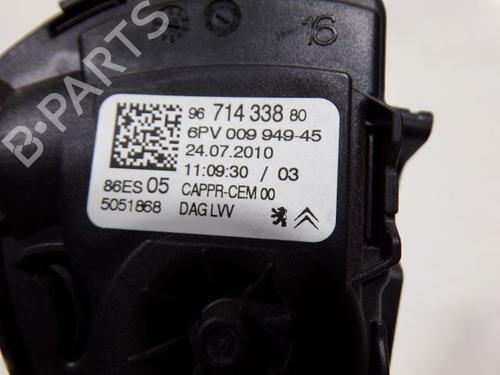 16
96 714 338 80
6PV 009 949-45
24.07.2010
11:09:30 / 03
86ES 05 CAPPR-CEM 00
5051868 DAG LVV